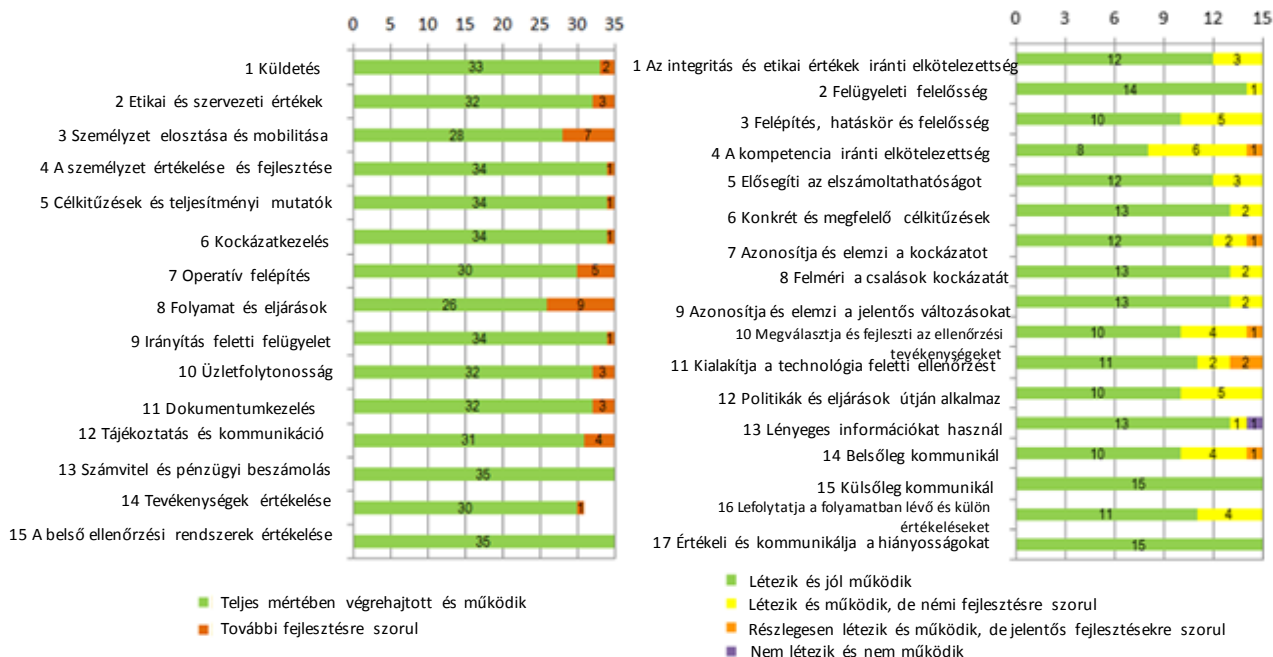 0 5 10 15 20 25 30 35
1 Küldetés 33 2
2 Etikai és szervezeti értékek 32 3
3 Személyzet elosztása és mobilitása 28 7
4 A személyzet értékelése és fejlesztése 34 1
5 Célkitűzések és teljesítményi mutatók 34 1
6 Kockázatkezelés 34 1
7 Operatív felépítés 30 5
8 Folyamat és eljárások 26 9
9 Irányítás feletti felügyelet 34 1
10 Üzletfolytonosság 32 3
11 Dokumentumkezelés 32 3
12 Tájékoztatás és kommunikáció 31 4
13 Számvitel és pénzügyi beszámolás 35
14 Tevékenységek értékelése 30 1
15 A belső ellenőrzési rendszerek értékelése 35
Teljes mértében végrehajtott és működik
További fejlesztésre szorul
0 3 6 9 12 15
1 Az integritás és etikai értékek iránti elkötelezettség 12 3
2 Felügyeleti felelősség 14 1
3 Felépítés, hatáskör és felelősség 10 5
4 A kompetencia iránti elkötelezettség 8 6 1
5 Elősegíti az elszámoltathatóságot 12 3
6 Konkrét és megfelelő célkitűzések 13 2
7 Azonosítja és elemzi a kockázatot 12 2 1
8 Felméri a csalások kockázatát 13 2
9 Azonosítja és elemzi a jelentős változásokat 13 2
10 Megválasztja és fejleszti az ellenőrzési 10 4 1
tevékenységeket
11 Kialakítja a technológia feletti ellenőrzést 11 2 2
12 Politikák és eljárások útján alkalmaz 10 5
13 Lényeges információkat használ 13 1 1
14 Belsőleg kommunikál 10 4 1
15 Külsőleg kommunikál 15
16 Lefolytatja a folyamatban lévő és külön 11 4
értékeléseket
17 Értékeli és kommunikálja a hiányosságokat 15
Létezik és jól működik
Létezik és működik, de némi fejlesztésre szorul
Részlegesen létezik és működik, de jelentős fejlesztésekre szorul
Nem létezik és nem működik